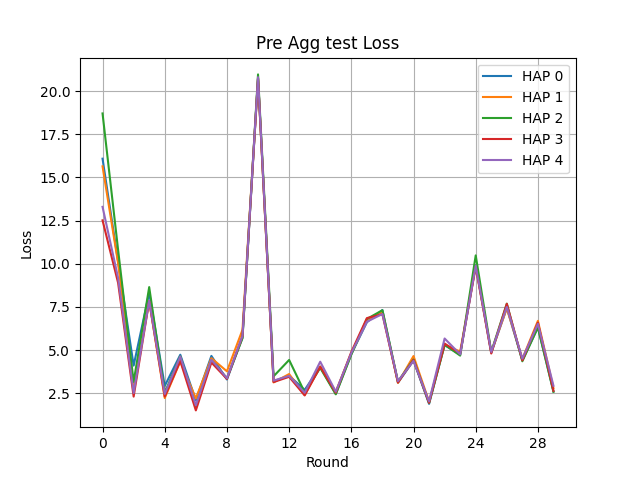 Pre Agg test Loss
HAP 0
HAP 1
HAP 2
HAP 3
HAP 4
Loss
20.0
17.5
15.0
12.5
10.0
7.5
5.0
2.5
0 4 8 12 16 20 24 28
Round